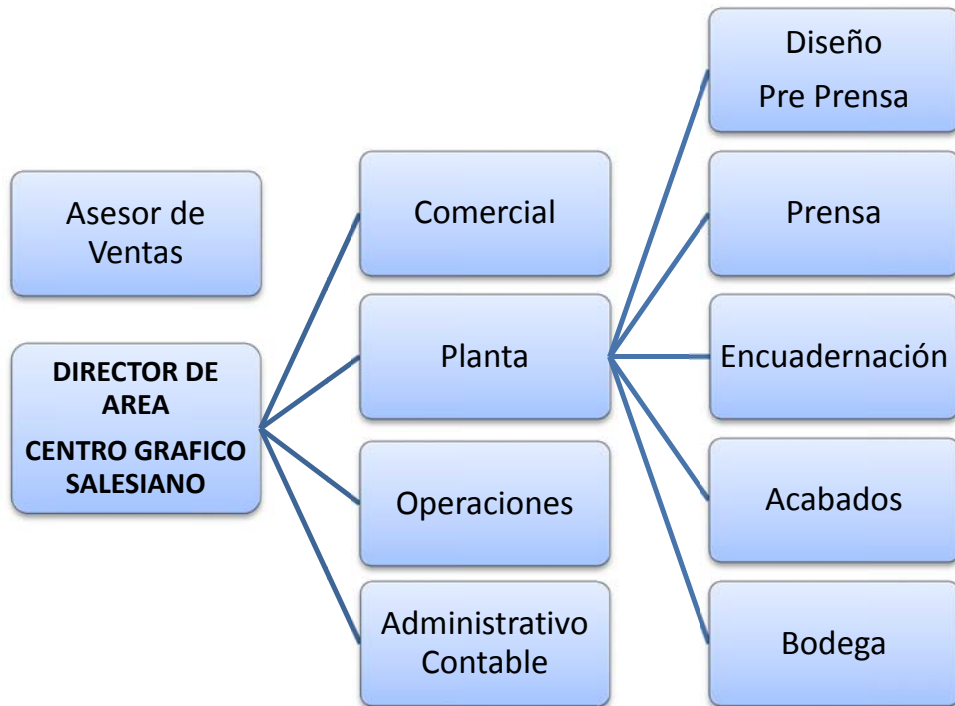 Asesor de
Ventas
DIRECTOR DE
AREA
CENTRO GRAFICO
SALESIANO
Comercial
Planta
Operaciones
Administrativo
Contable
Diseño
Pre Prensa
Prensa
Encuadernación
Acabados
Bodega